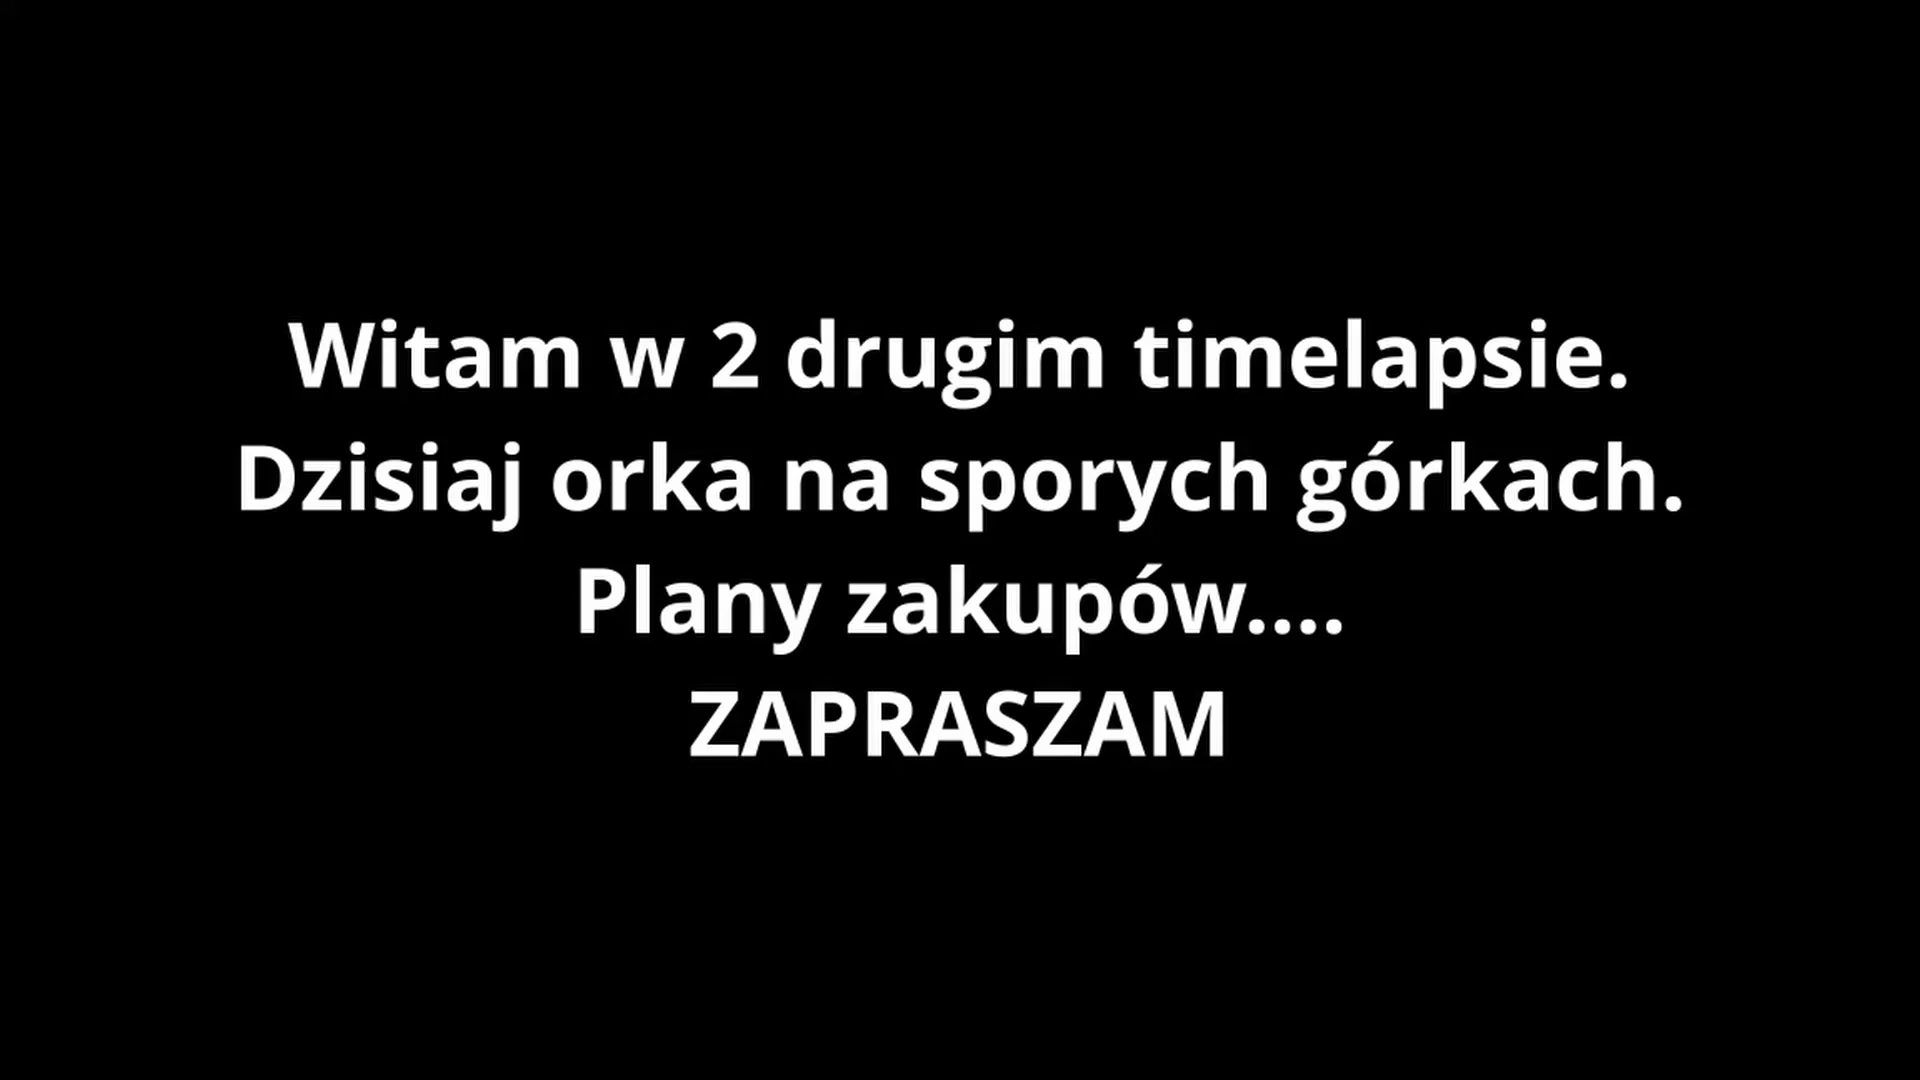 Witam w 2 drugim timelapsie.
Dzisiaj orka na sporych górkach.
Plany zakupów....
ZAPRASZAM